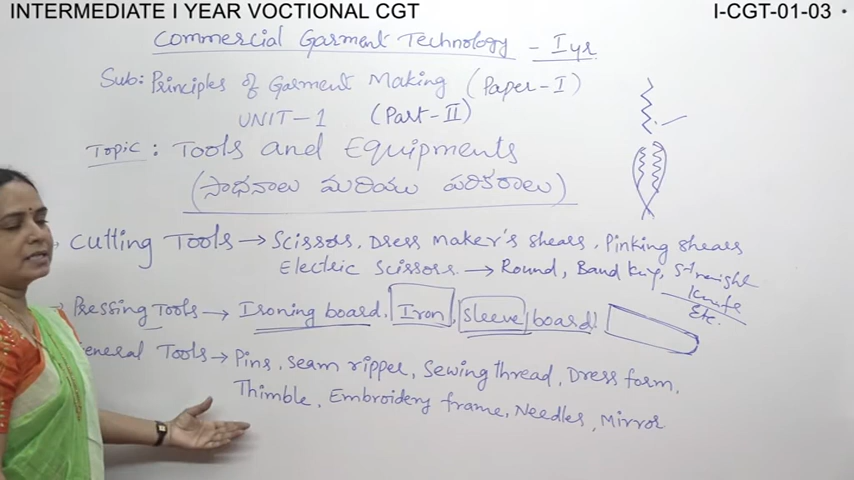 INTERMEDIATE I YEAR VOCTIONAL CGT
I-CGT-01-03
Commercial Garment Technology - I yr
Sub: Principles of Garment Making (Paper-I)
UNIT-1 (Part-II)
Topic: Tools and Equipments
(సాధనాలు మరియు పరికరాలు)
Cutting Tools → Scissors, Dress Maker's shears, Pinking shears
Electric Scissors. → Round, Band Straight
Knife
Etc.
Pressing Tools → Ironing board, Iron, sleeve board.
General Tools → Pins, seam ripper, Sewing thread, Dress form,
Thimble, Embroidery frame, Needles, Mirror